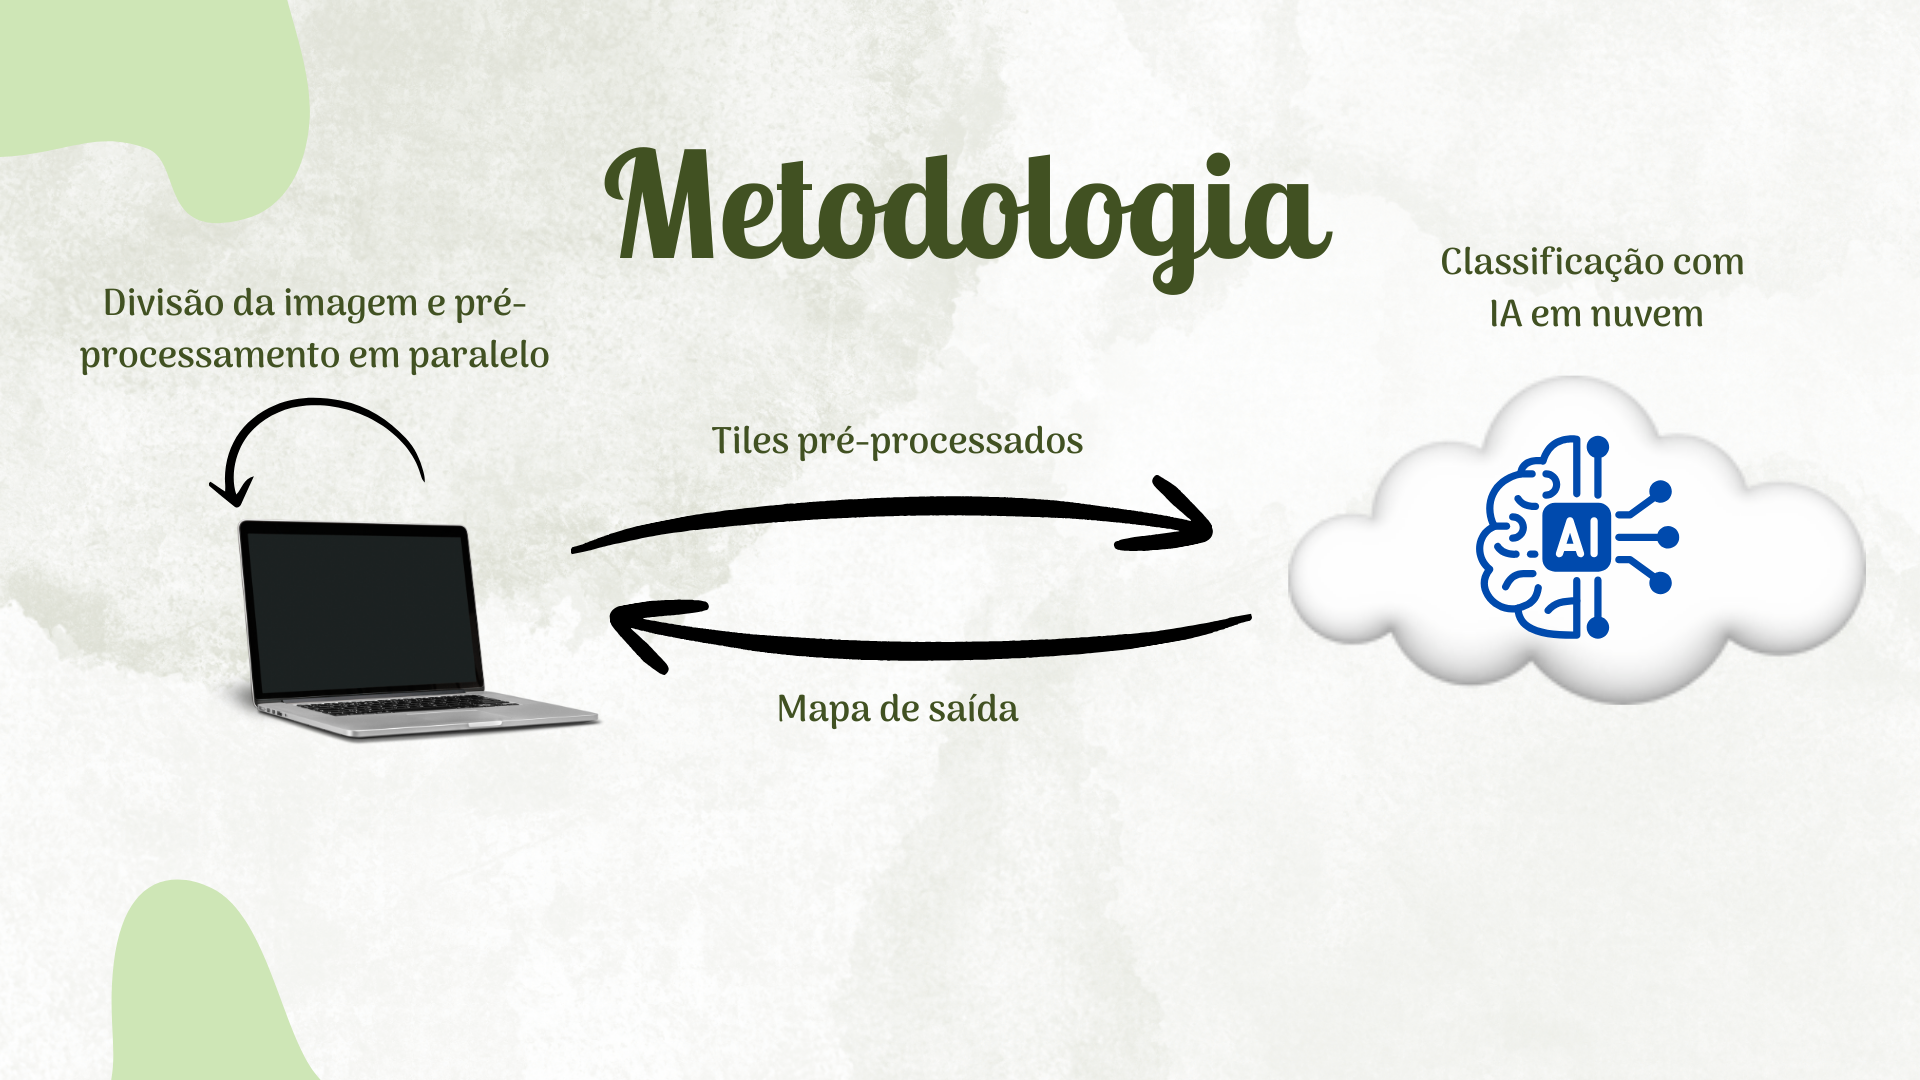 Metodologia
Divisão da imagem e pré-
processamento em paralelo
Classificação com
IA em nuvem
Tiles pré-processados
AI
Mapa de saída